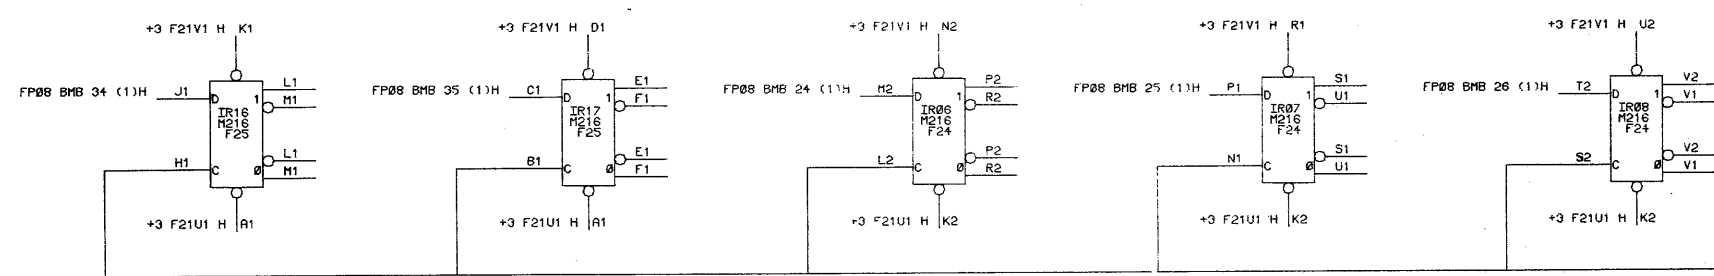 +3 F21V1 H K1
L1
FP08 BMB 34 (1)H J1 D 1 M1
IR16
M216
F25
H1 C 0 L1
M1
+3 F21U1 H A1
+3 F21V1 H D1
E1
FP08 BMB 35 (1)H C1 D 1 F1
IR17
M216
F25
B1 C 0 E1
F1
+3 F21U1 H A1
+3 F21V1 H N2
P2
FP08 BMB 24 (1)H M2 D 1 R2
IR06
M216
F24
L2 C 0 P2
R2
+3 F21U1 H K2
+3 F21V1 H R1
S1
FP08 BMB 25 (1)H P1 D 1 U1
IR07
M216
F24
N1 C 0 S1
U1
+3 F21U1 H K2
+3 F21V1 H U2
V2
FP08 BMB 26 (1)H T2 D 1 V1
IR08
M216
F24
S2 C 0 V2
V1
+3 F21U1 H K2